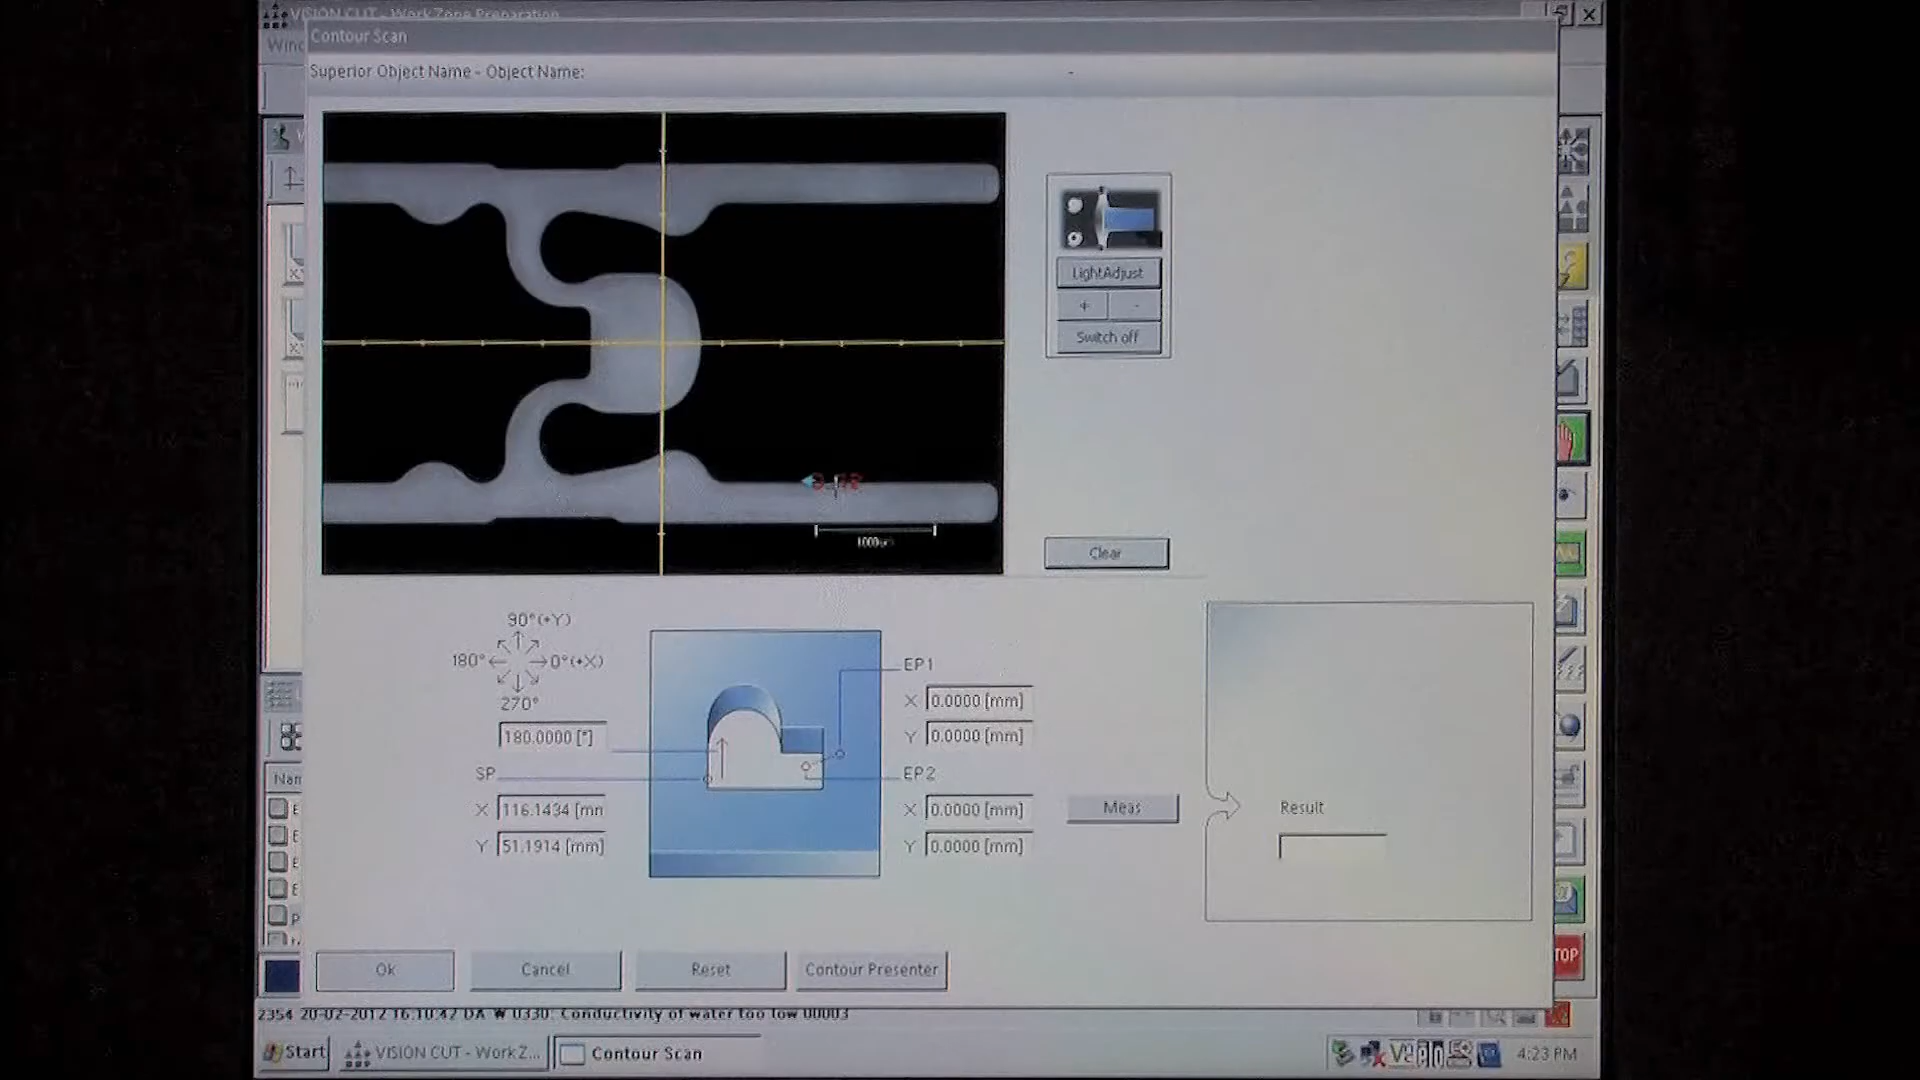 VISION CUT - Work Zone Preparation
Contour Scan
Superior Object Name - Object Name:
-
LightAdjust
+ -
Switch off
Clear
90°(+Y)
180° 0°(+X)
270°
180.0000 [°]
SP
X 116.1434 [mn
Y 51.1914 [mm]
EP1
X 0.0000 [mm]
Y 0.0000 [mm]
EP2
X 0.0000 [mm]
Y 0.0000 [mm]
Meas
Result
Ok
Cancel
Reset
Contour Presenter
2354 20-02-2012 16:10:42 DA W 0330: Conductivity of water too low 00003
Start
VISION CUT - Work Z...
Contour Scan
4:23 PM